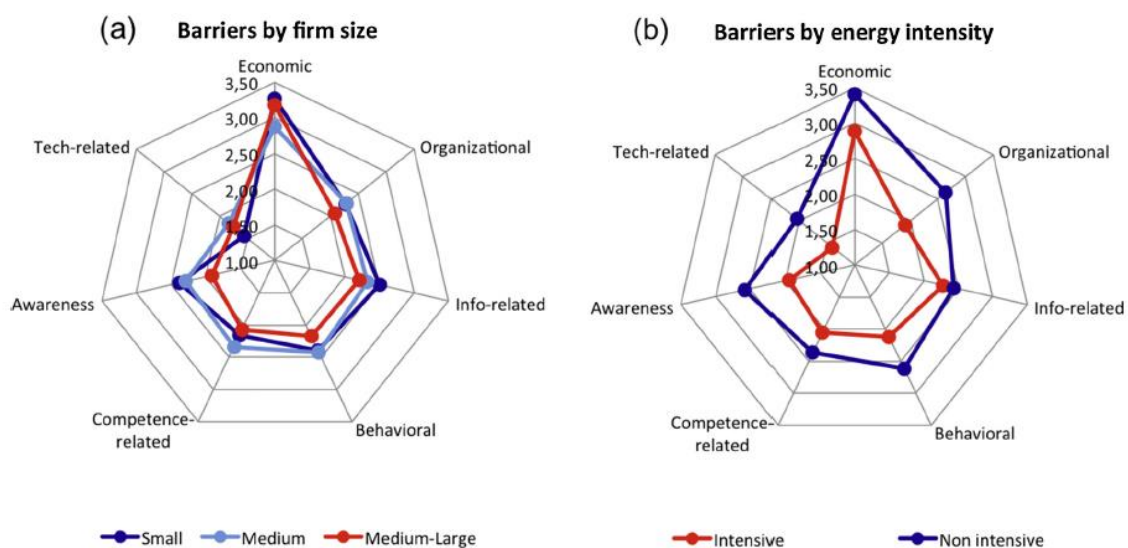 (a) Barriers by firm size
Economic
3,50
3,00
2,50
2,00
1,50
1,00
Tech-related
Organizational
Awareness
Info-related
Competence-
related
Behavioral
Small Medium Medium-Large
(b) Barriers by energy intensity
Economic
3,50
3,00
2,50
2,00
1,50
1,00
Tech-related
Organizational
Awareness
Info-related
Competence-
related
Behavioral
Intensive Non intensive